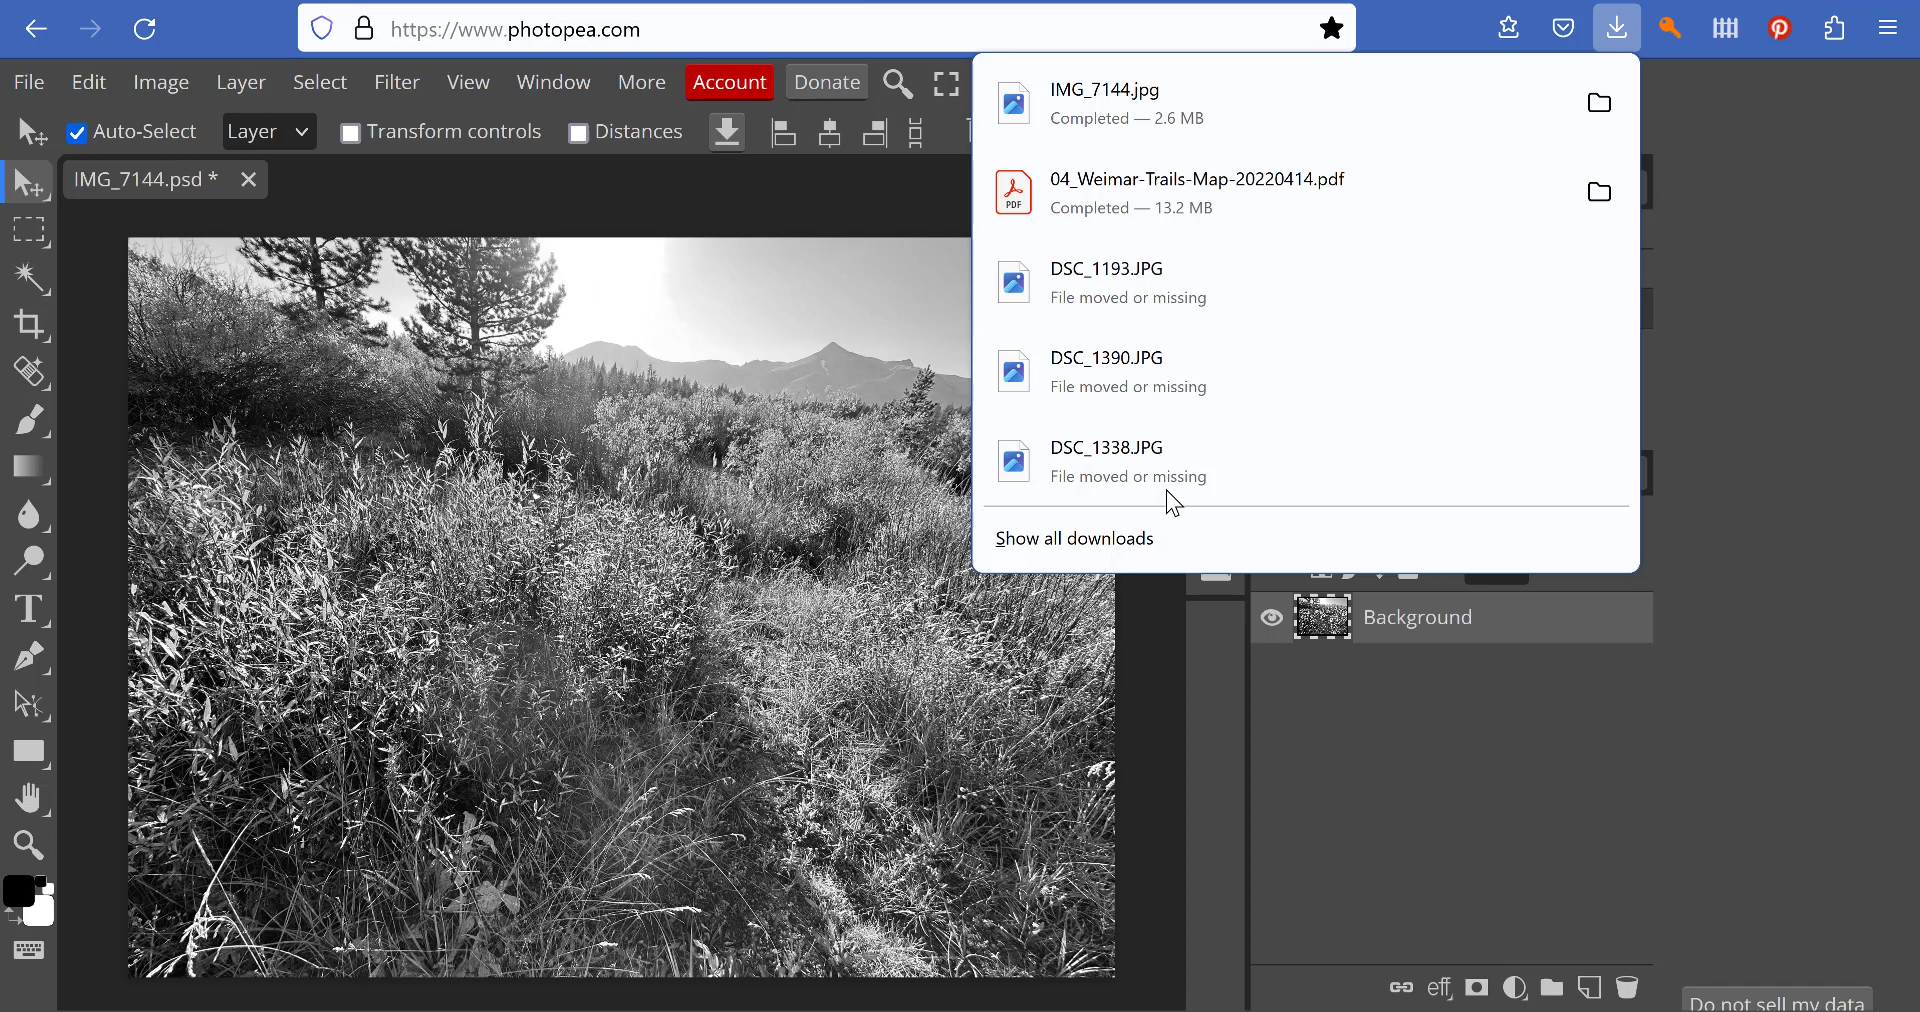 https://www.photopea.com
File Edit Image Layer Select Filter View Window More Account Donate
Auto-Select Layer Transform controls Distances
IMG_7144.psd *
IMG_7144.jpg
Completed — 2.6 MB
04_Weimar-Trails-Map-20220414.pdf
PDF
Completed — 13.2 MB
DSC_1193.JPG
File moved or missing
DSC_1390.JPG
File moved or missing
DSC_1338.JPG
File moved or missing
Show all downloads
Background
eff
Do not sell my data